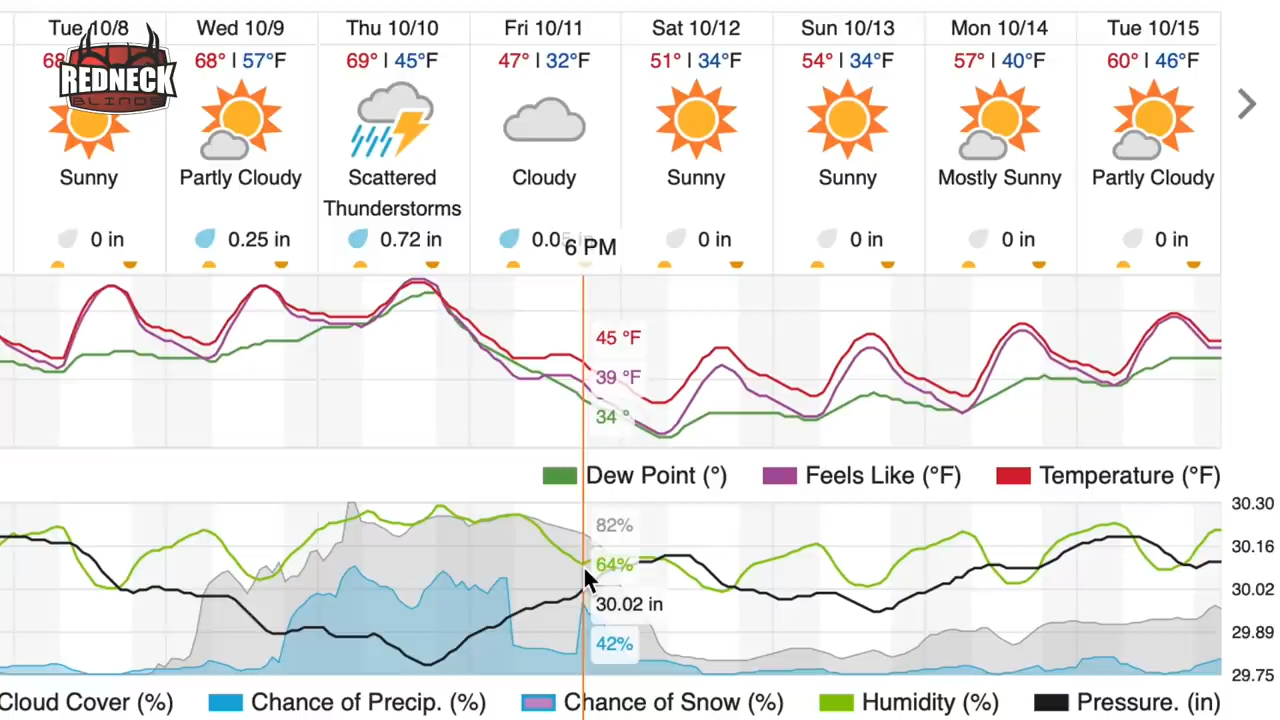 Tue 10/8 Wed 10/9 Thu 10/10 Fri 10/11 Sat 10/12 Sun 10/13 Mon 10/14 Tue 10/15
68 68° | 57°F 69° | 45°F 47° | 32°F 51° | 34°F 54° | 34°F 57° | 40°F 60° | 46°F
REDNECK
BLINDS
Sunny Partly Cloudy Scattered Cloudy Sunny Sunny Mostly Sunny Partly Cloudy
Thunderstorms
0 in 0.25 in 0.72 in 0.0 0 in 0 in 0 in 0 in
6 PM
45 °F
39 °F
34 °
Dew Point (°) Feels Like (°F) Temperature (°F)
30.30
82%
30.16
64%
30.02
30.02 in
29.89
42%
29.75
Cloud Cover (%) Chance of Precip. (%) Chance of Snow (%) Humidity (%) Pressure. (in)